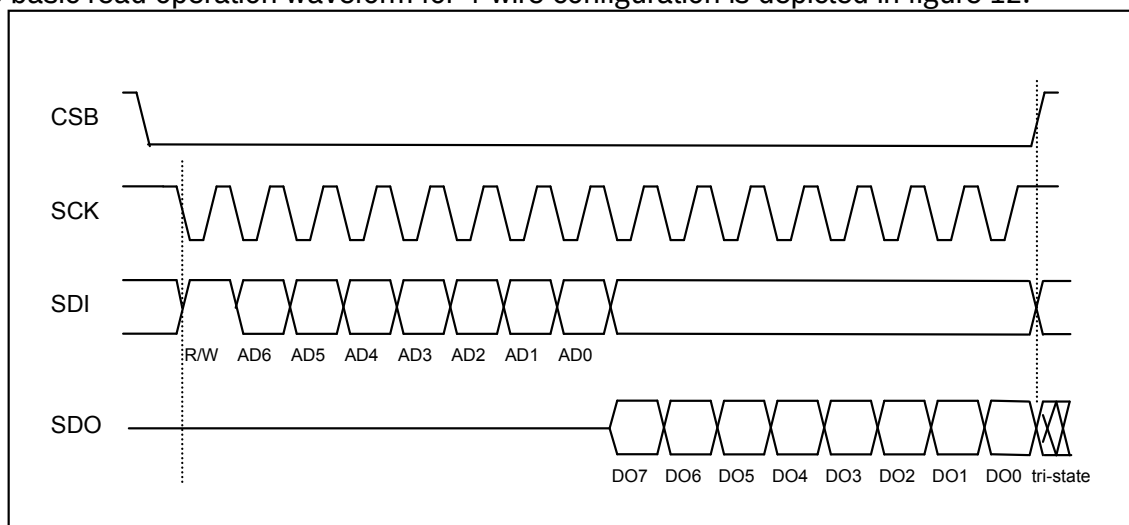 basic read operation waveform for 4-wire configuration is depicted in figure 12:
CSB
SCK
SDI
R/W AD6 AD5 AD4 AD3 AD2 AD1 AD0
SDO
DO7 DO6 DO5 DO4 DO3 DO2 DO1 DO0 tri-state